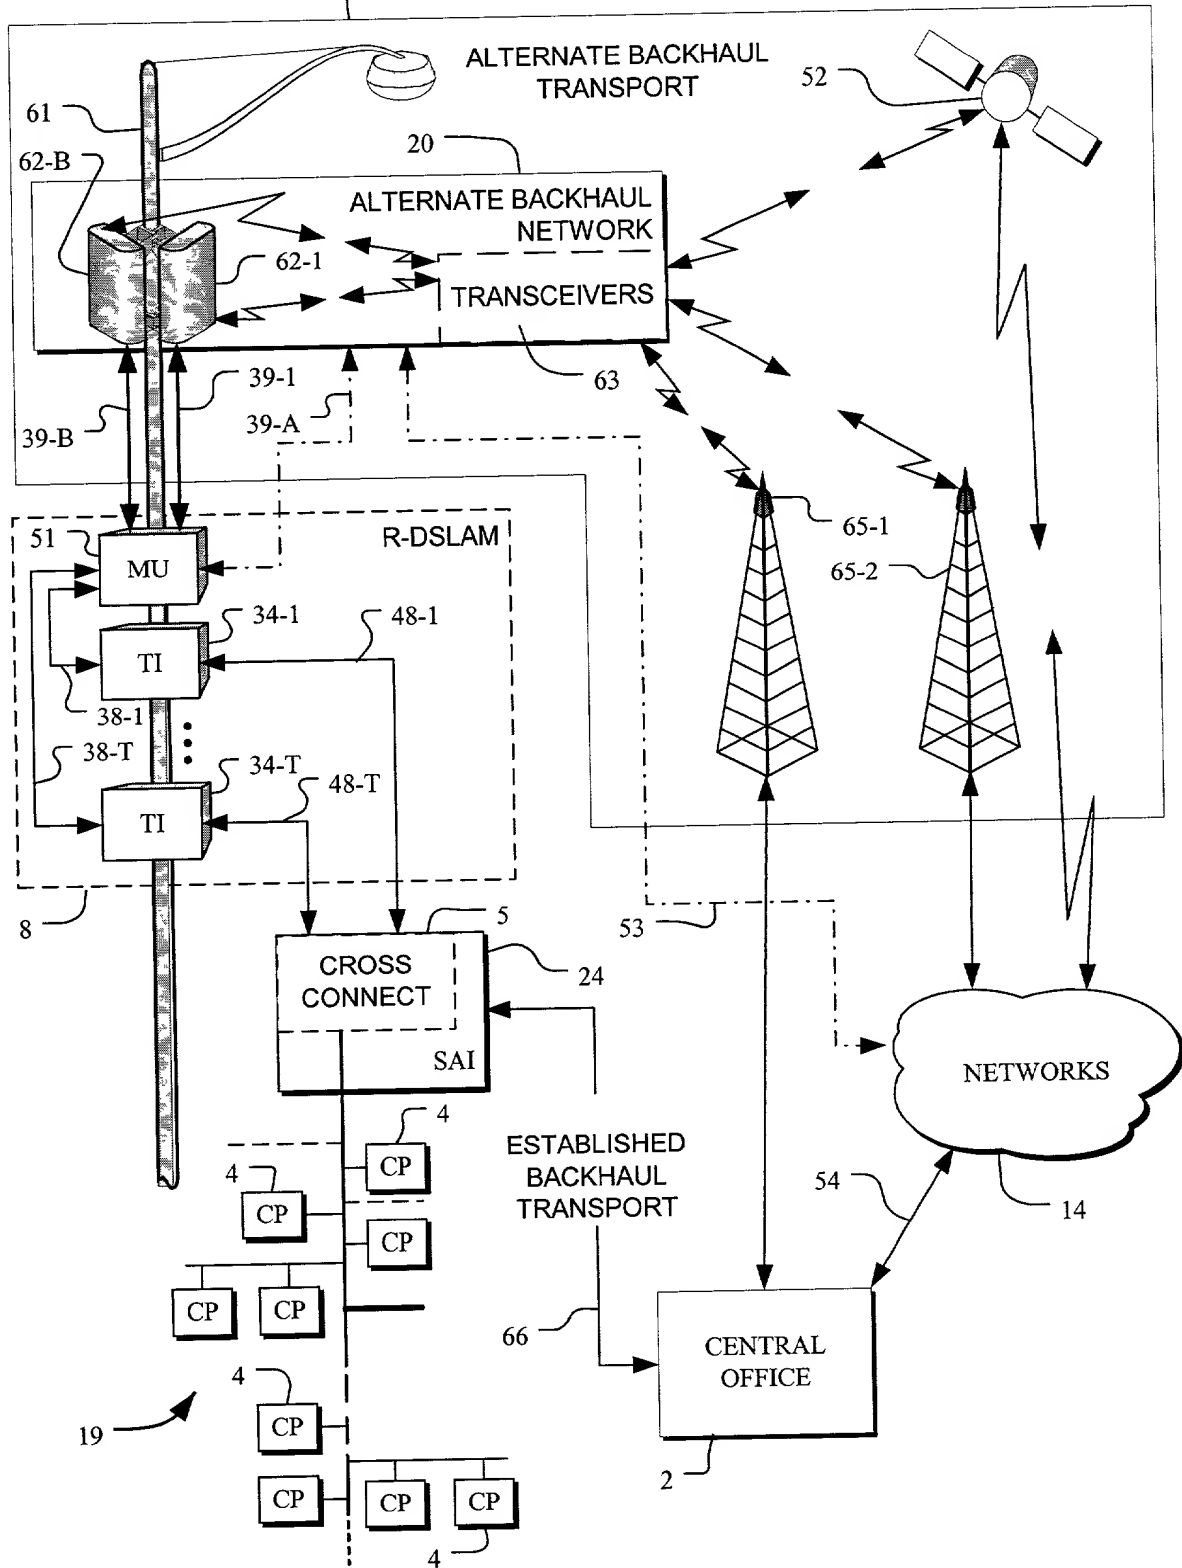 ALTERNATE BACKHAUL
TRANSPORT
52
61
62-B
20
ALTERNATE BACKHAUL
NETWORK
62-1
TRANSCEIVERS
63
39-1
39-B
39-A
51
R-DSLAM
MU
65-1
65-2
34-1
48-1
TI
38-1
38-T
34-T
48-T
TI
8
5
53
24
CROSS
CONNECT
SAI
NETWORKS
4
CP
ESTABLISHED
BACKHAUL
TRANSPORT
4
CP
54
14
CP
CP
CP
66
CENTRAL
OFFICE
4
CP
19
2
CP
CP
CP
4